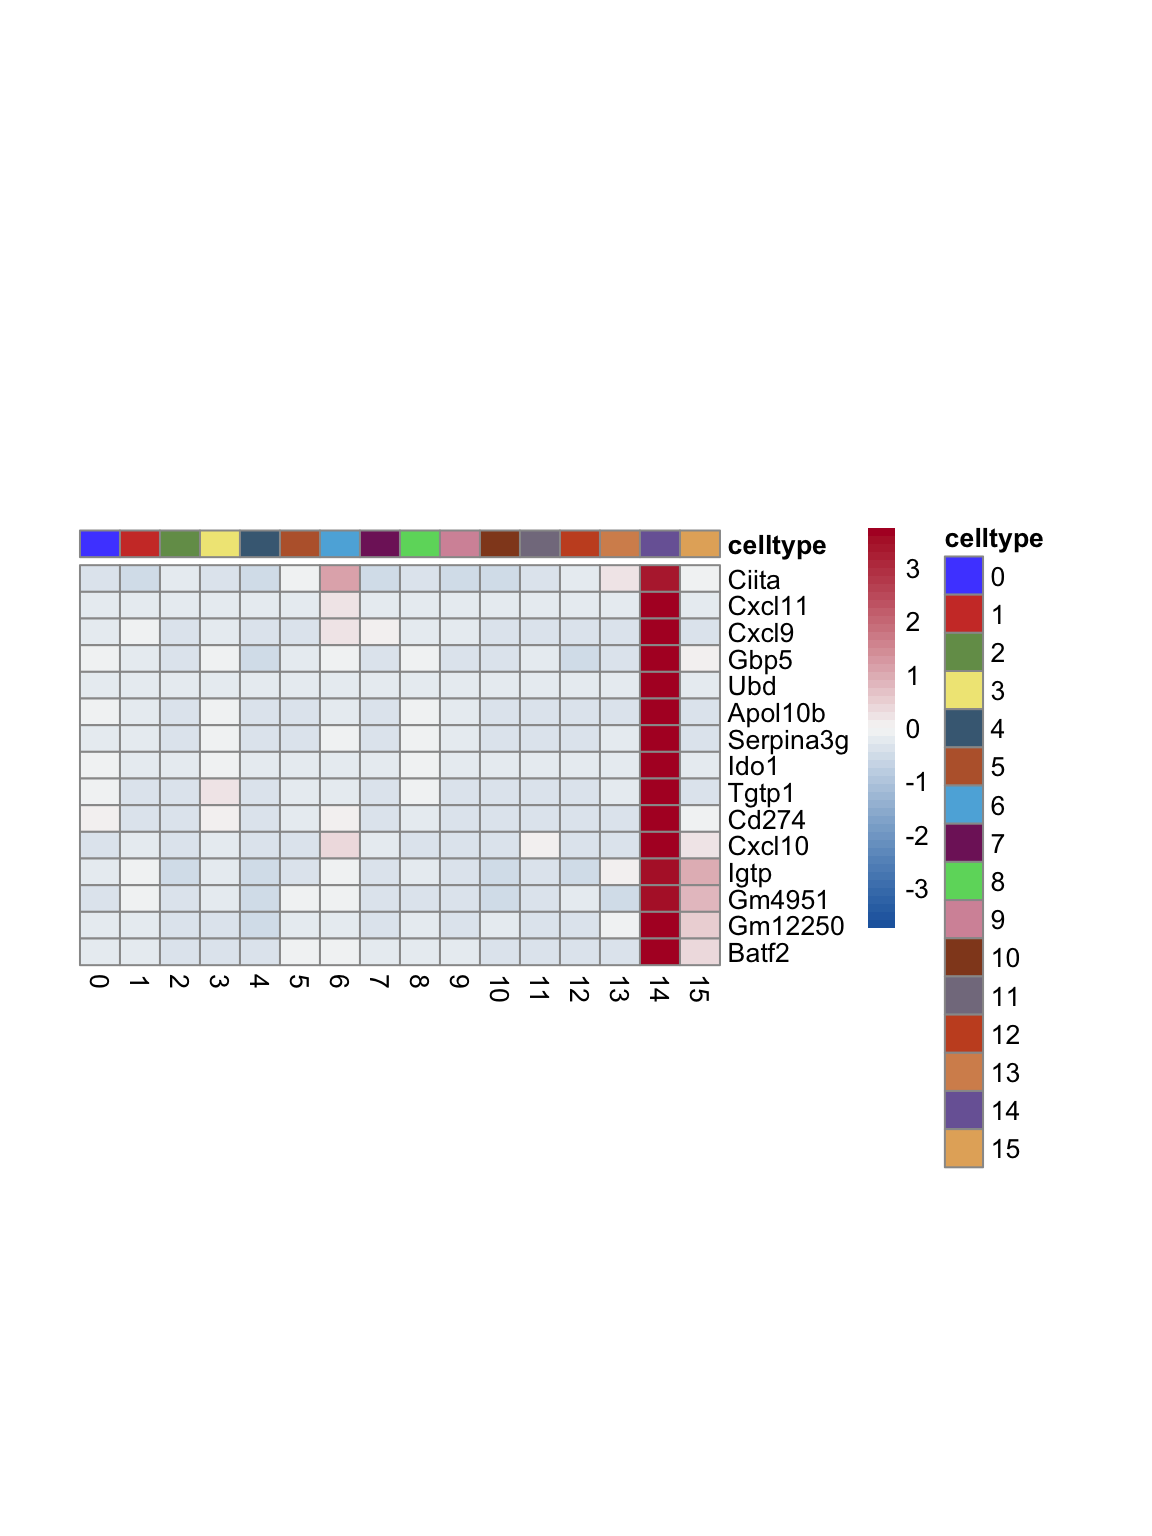 celltype
Ciita
Cxcl11
Cxcl9
Gbp5
Ubd
Apol10b
Serpina3g
Ido1
Tgtp1
Cd274
Cxcl10
Igtp
Gm4951
Gm12250
Batf2
0 1 2 3 4 5 6 7 8 9 10 11 12 13 14 15
3
2
1
0
-1
-2
-3
celltype
0
1
2
3
4
5
6
7
8
9
10
11
12
13
14
15